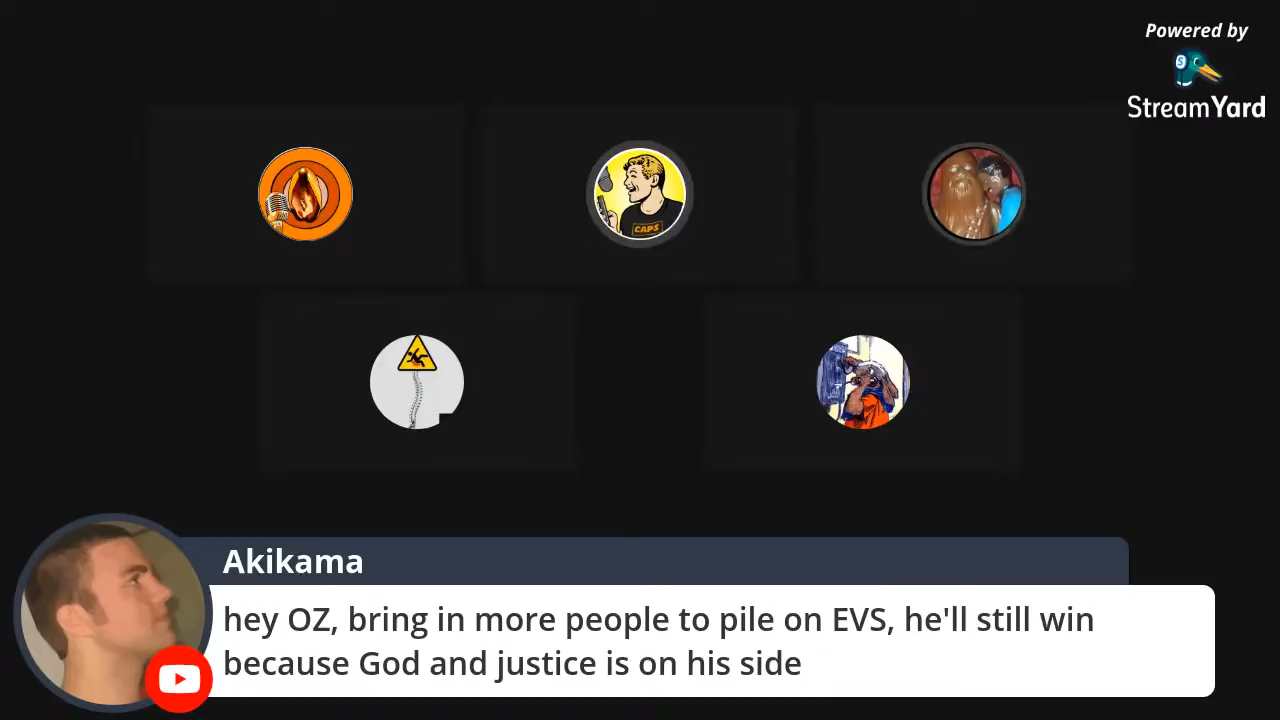 Powered by
StreamYard
CAPS
Akikama
hey OZ, bring in more people to pile on EVS, he'll still win
because God and justice is on his side